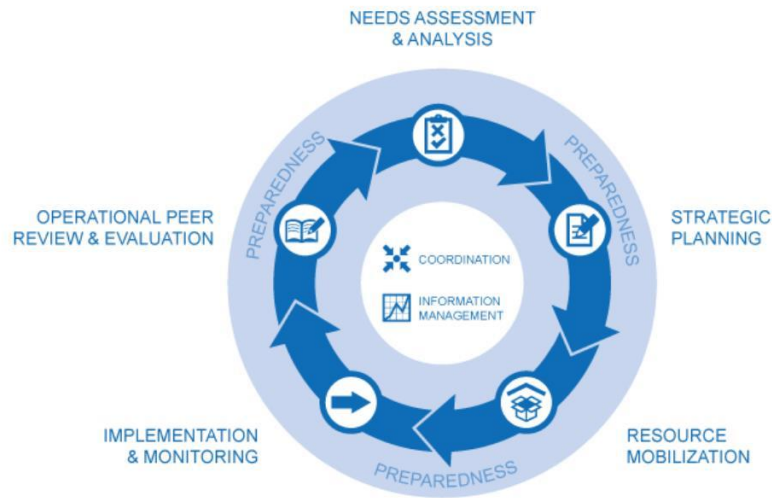 NEEDS ASSESSMENT
& ANALYSIS
PREPAREDNESS
PREPAREDNESS
OPERATIONAL PEER
REVIEW & EVALUATION
STRATEGIC
PLANNING
COORDINATION
INFORMATION
MANAGEMENT
IMPLEMENTATION
& MONITORING
RESOURCE
MOBILIZATION
PREPAREDNESS